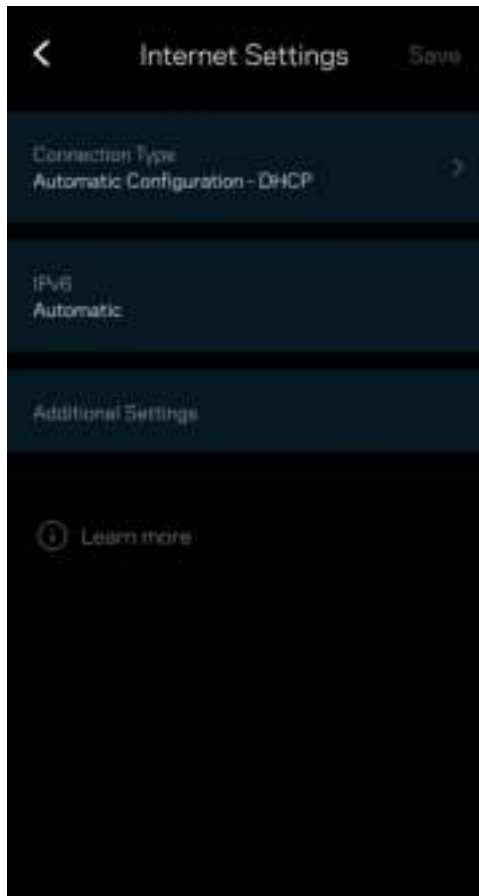 Internet Settings
Save
Connection Type
Automatic Configuration - DHCP
IPv6
Automatic
Additional Settings
Learn more